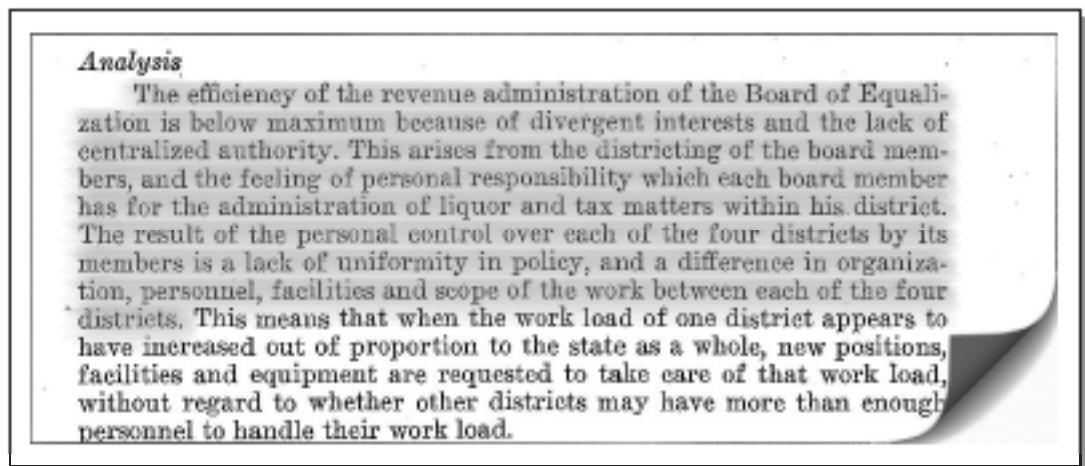 Analysis
The efficiency of the revenue administration of the Board of Equali-
zation is below maximum because of divergent interests and the lack of
centralized authority. This arises from the districting of the board mem-
bers, and the feeling of personal responsibility which each board member
has for the administration of liquor and tax matters within his district.
The result of the personal control over each of the four districts by its
members is a lack of uniformity in policy, and a difference in organiza-
tion, personnel, facilities and scope of the work between each of the four
districts. This means that when the work load of one district appears to
have increased out of proportion to the state as a whole, new positions,
facilities and equipment are requested to take care of that work load,
without regard to whether other districts may have more than enough
personnel to handle their work load.